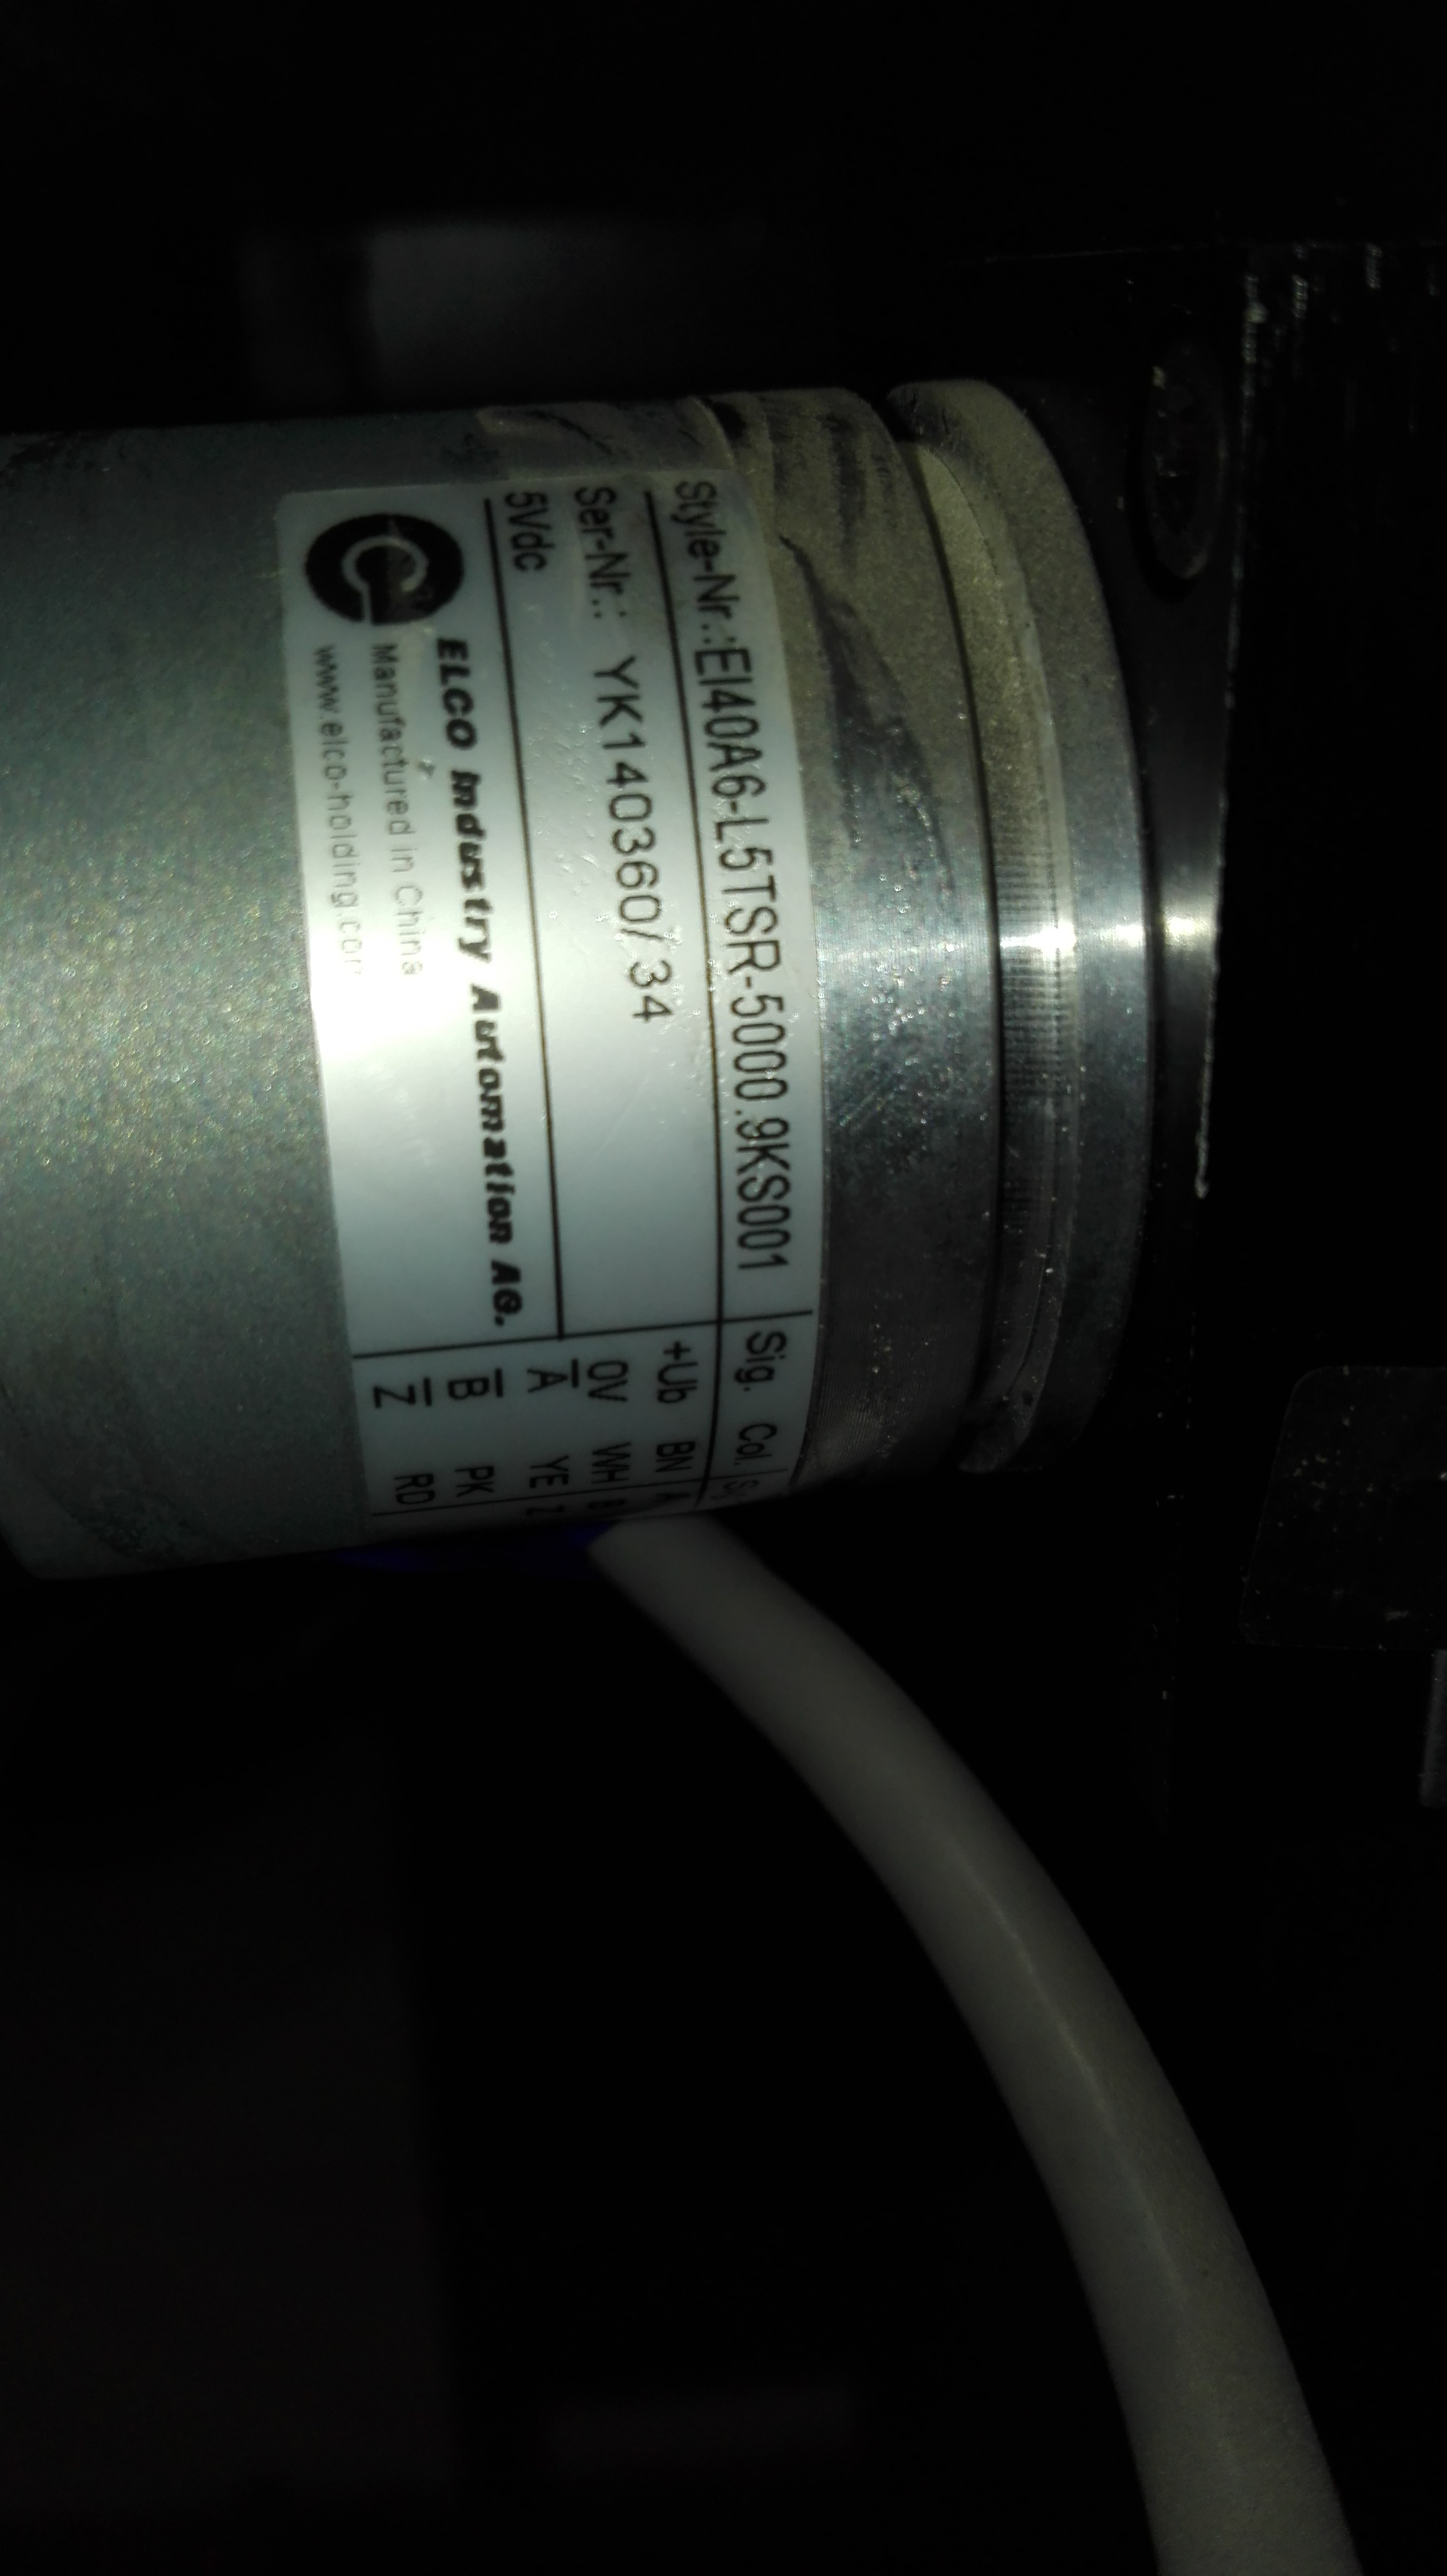 Style-Nr.:EI40A6-L5TSR-5000.9KS001
Ser-Nr.: YK140360/ 34
5Vdc
ELCO Industry Automation AG.
Manufactured in China
www.elco-holding.com
Sig. Col.
+Ub BN A
0V WH B
A̅ YE Z
B̅ PK
Z̅ RD